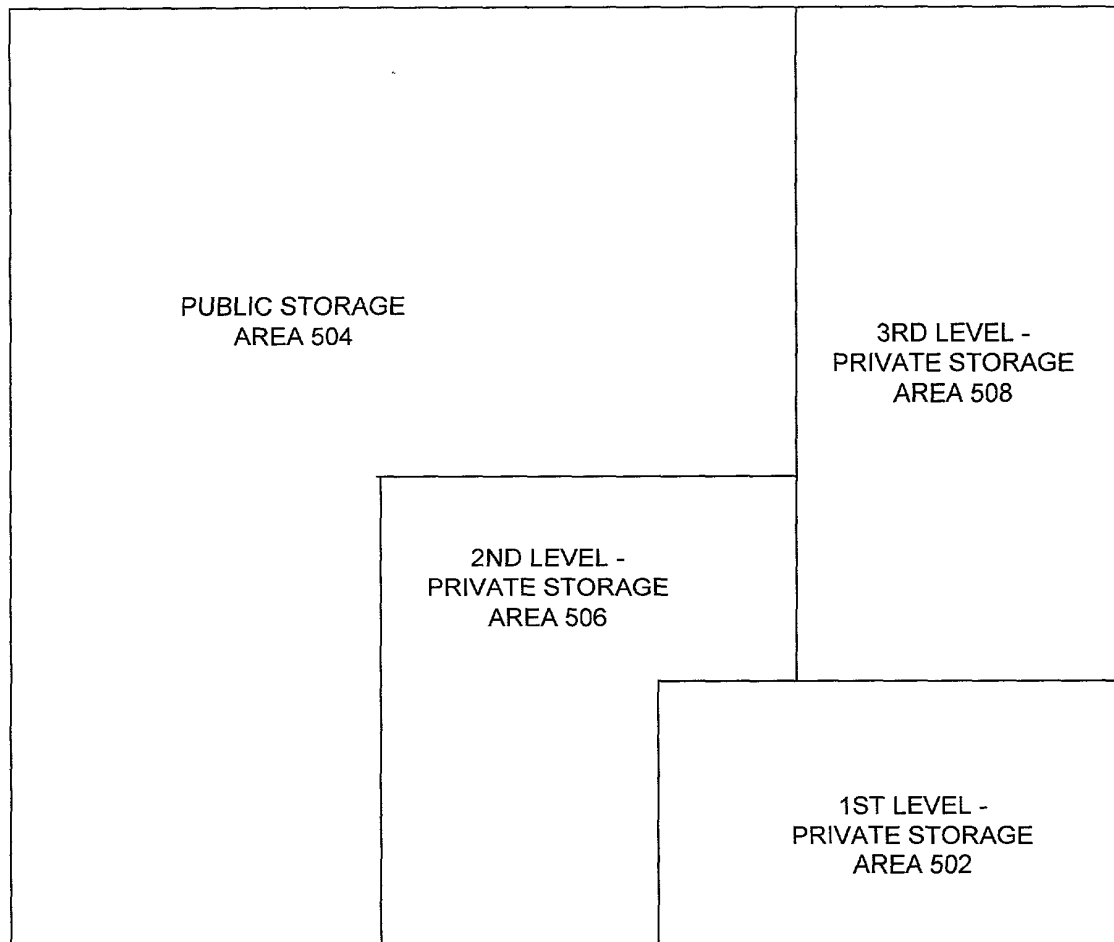 PUBLIC STORAGE
AREA 504
3RD LEVEL -
PRIVATE STORAGE
AREA 508
2ND LEVEL -
PRIVATE STORAGE
AREA 506
1ST LEVEL -
PRIVATE STORAGE
AREA 502